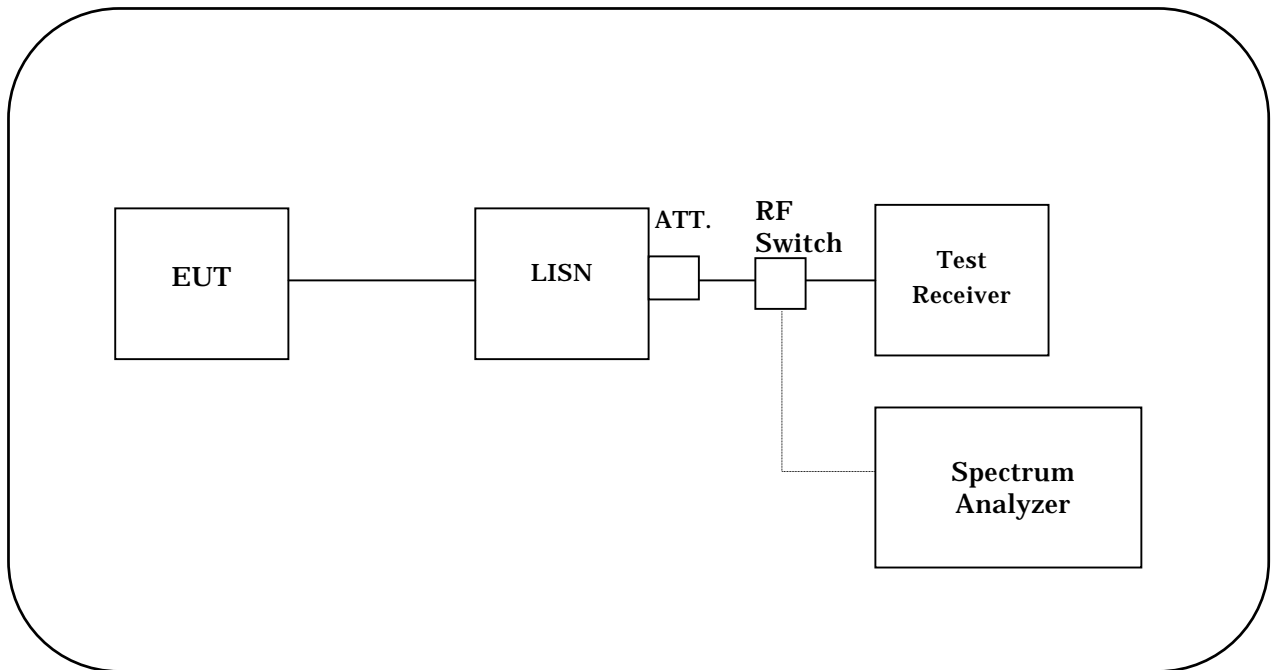 EUT
LISN
ATT.
RF
Switch
Test
Receiver
Spectrum
Analyzer